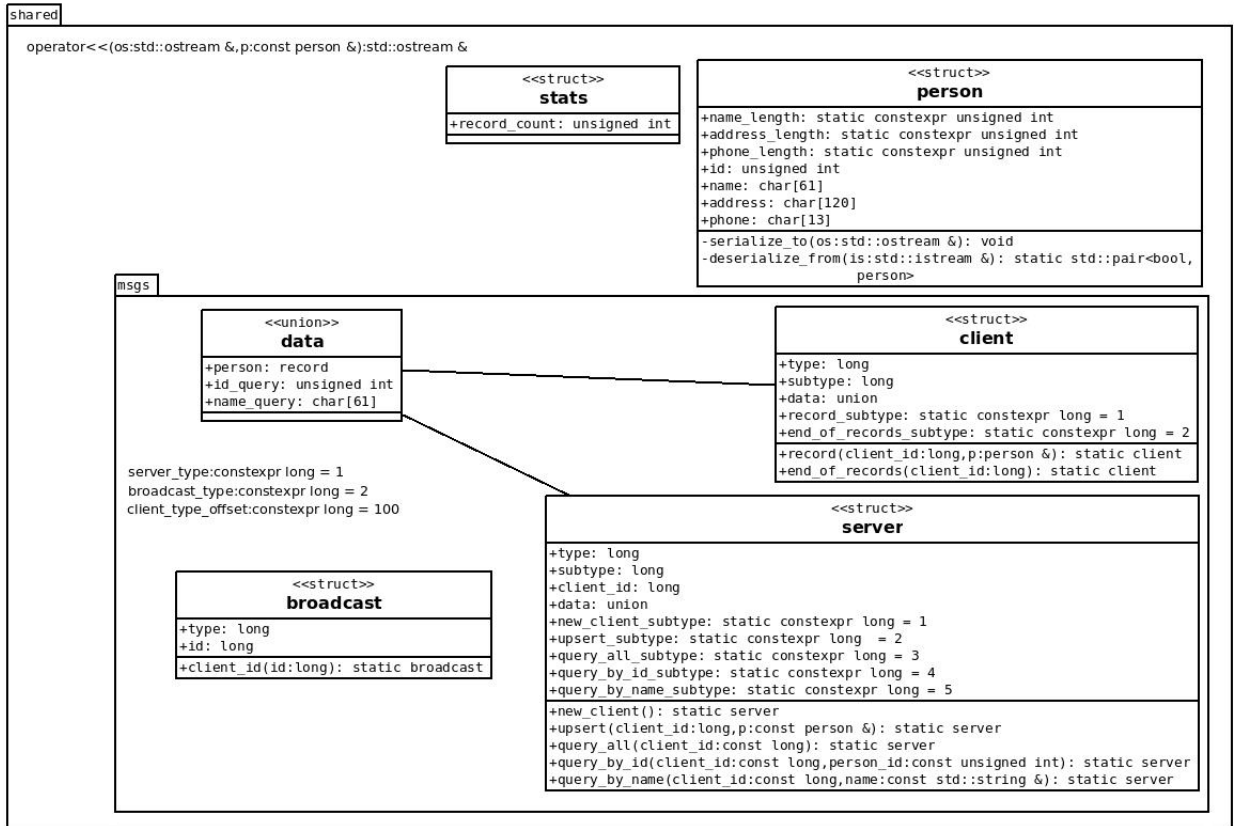 shared
operator<<(os:std::ostream &,p:const person &):std::ostream &
<<struct>>
stats
+record_count: unsigned int
<<struct>>
person
+name_length: static constexpr unsigned int
+address_length: static constexpr unsigned int
+phone_length: static constexpr unsigned int
+id: unsigned int
+name: char[61]
+address: char[120]
+phone: char[13]
-serialize_to(os:std::ostream &): void
-deserialize_from(is:std::istream &): static std::pair<bool,
person>
msgs
<<union>>
data
+person: record
+id_query: unsigned int
+name_query: char[61]
<<struct>>
client
+type: long
+subtype: long
+data: union
+record_subtype: static constexpr long = 1
+end_of_records_subtype: static constexpr long = 2
+record(client_id:long,p:person &): static client
+end_of_records(client_id:long): static client
server_type:constexpr long = 1
broadcast_type:constexpr long = 2
client_type_offset:constexpr long = 100
<<struct>>
server
+type: long
+subtype: long
+client_id: long
+data: union
+new_client_subtype: static constexpr long = 1
+upsert_subtype: static constexpr long  = 2
+query_all_subtype: static constexpr long = 3
+query_by_id_subtype: static constexpr long = 4
+query_by_name_subtype: static constexpr long = 5
+new_client(): static server
+upsert(client_id:long,p:const person &): static server
+query_all(client_id:const long): static server
+query_by_id(client_id:const long,person_id:const unsigned int): static server
+query_by_name(client_id:const long,name:const std::string &): static server
<<struct>>
broadcast
+type: long
+id: long
+client_id(id:long): static broadcast